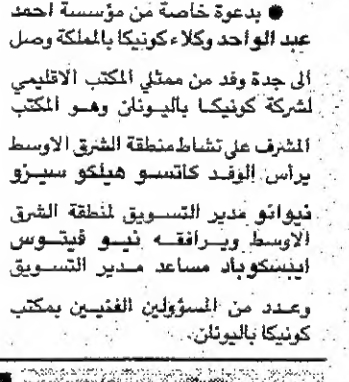 ● بدعوة خاصة من مؤسسة احمد
عبد الواحد وكلاء كونيكا بالمملكة وصل
الى جدة وفد من ممثلي المكتب الاقليمي
لشركة كونيكا باليونان وهو المكتب
المشرف على نشاط منطقة الشرق الاوسط
يرأس الوفد كاتسو هيلكو سيزو
نيوانو مدير التسويق لمنطقة الشرق
الاوسط ويرافقه نيو فيتوس
ايبسكوباد مساعد مدير التسويق
وعدد من المسؤولين الفنيين بمكتب
كونيكا باليونان.